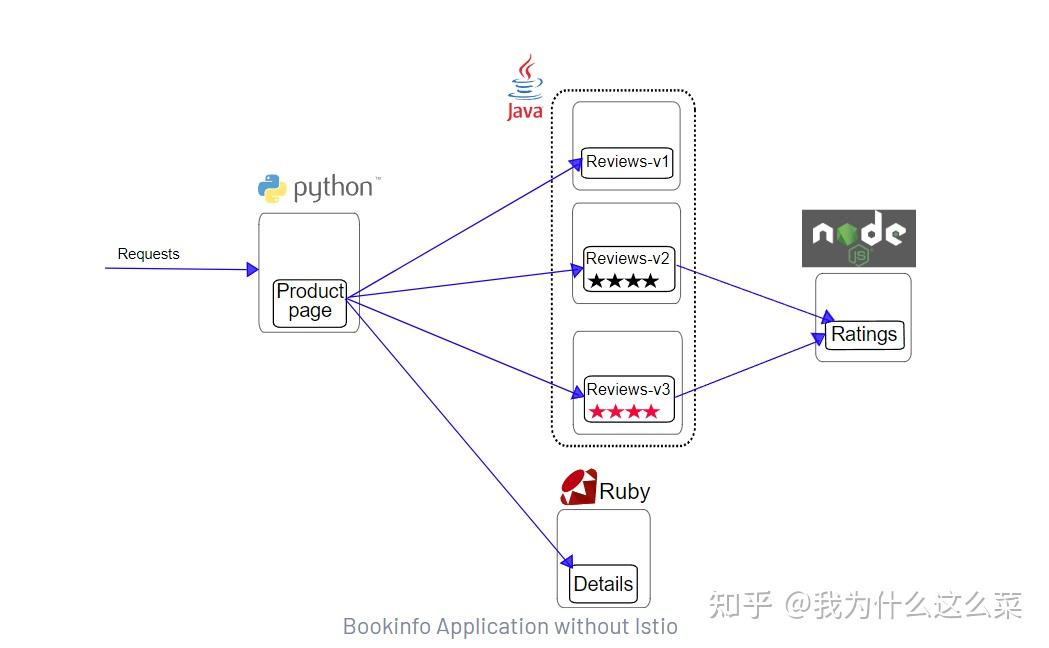 Java
Reviews-v1
python™
Requests
Product
page
Reviews-v2
★★★★
node
JS
Ratings
Reviews-v3
★★★★
Ruby
Details
知乎 @我为什么这么菜
Bookinfo Application without Istio